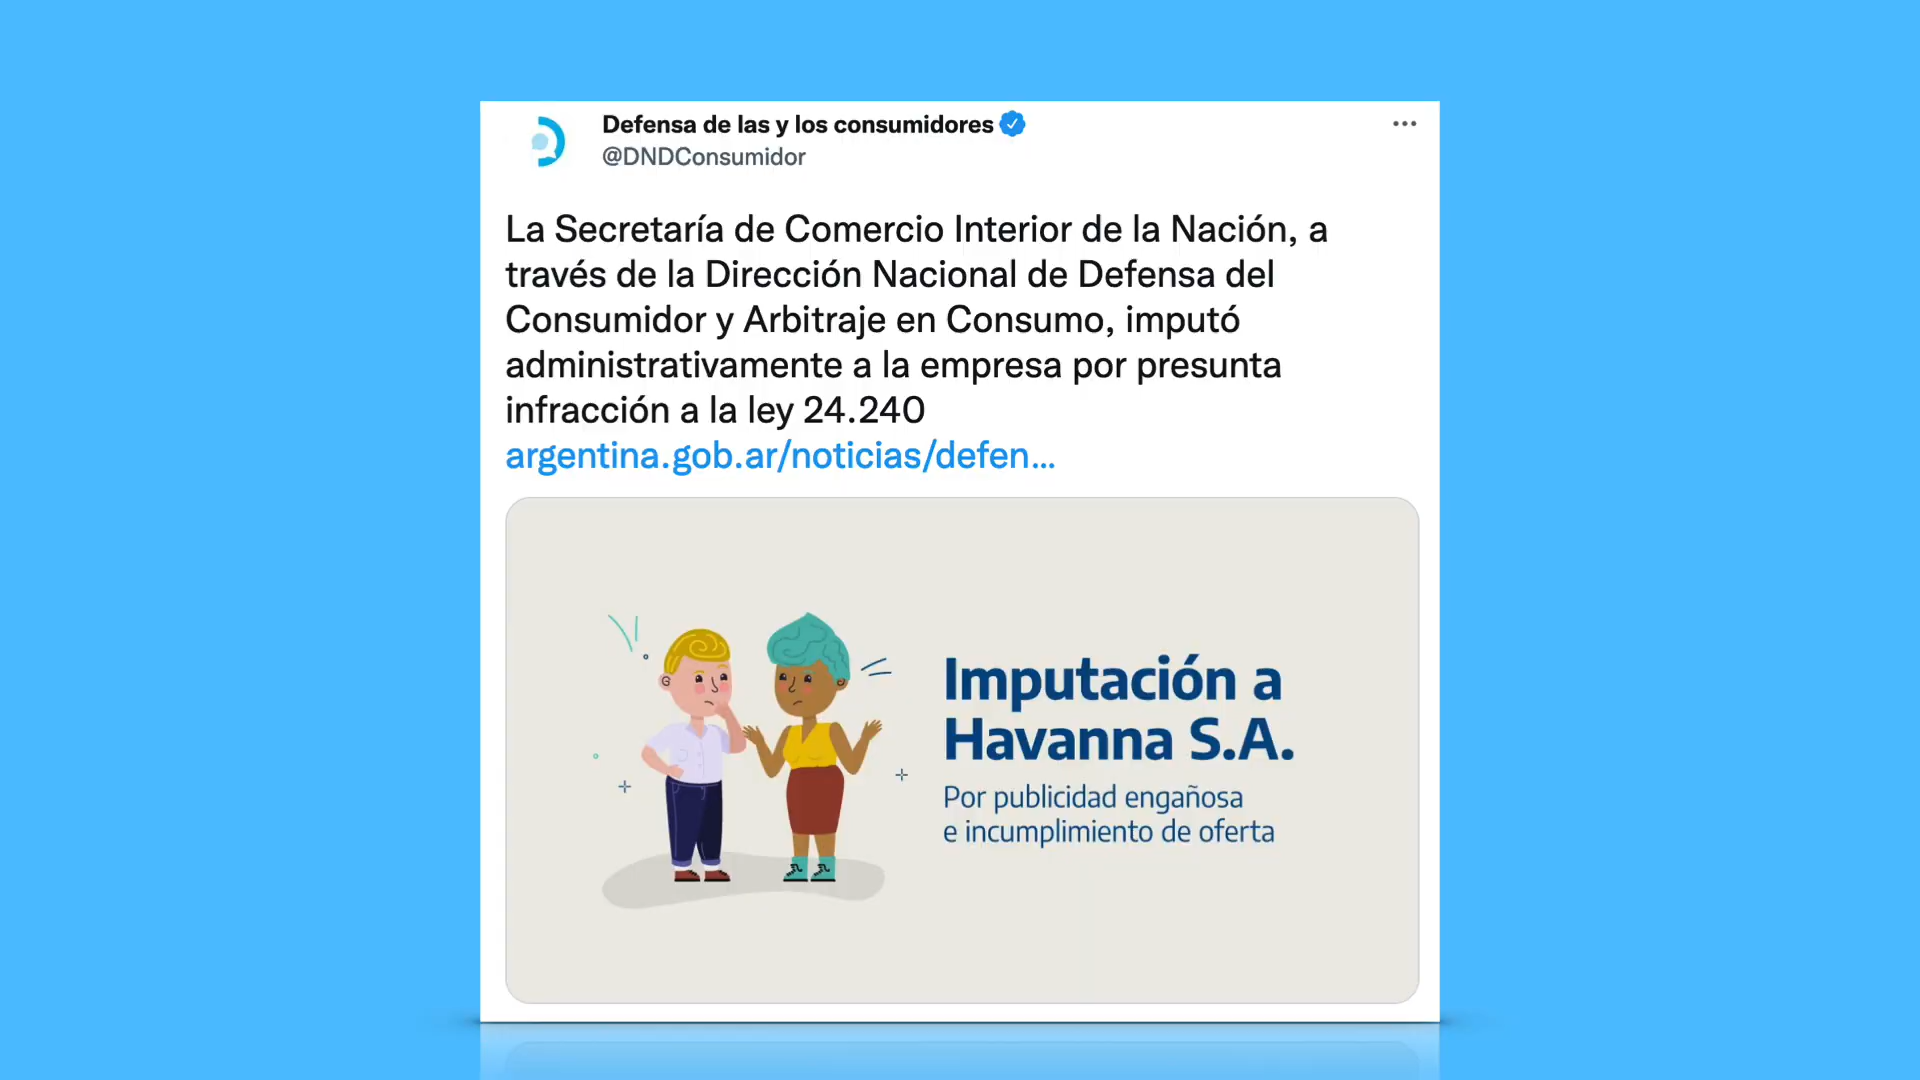 Defensa de las y los consumidores
@DNDConsumidor
La Secretaría de Comercio Interior de la Nación, a
través de la Dirección Nacional de Defensa del
Consumidor y Arbitraje en Consumo, imputó
administrativamente a la empresa por presunta
infracción a la ley 24.240
argentina.gob.ar/noticias/defen…
Imputación a
Havanna S.A.
Por publicidad engañosa
e incumplimiento de oferta